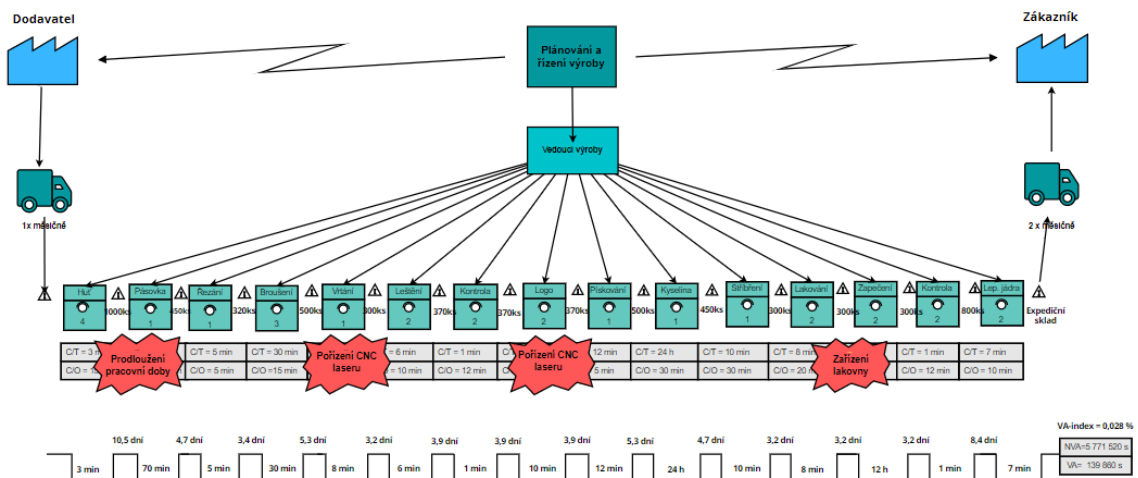 Dodavatel
Zákazník
Plánování a
řízení výroby
Vedoucí výroby
1x měsíčně
2 x měsíčně
Huť
Pásovka
Řezání
Broušení
Vrtání
Leštění
Kontrola
Logo
Pískování
Kyselina
Stříbření
Lakování
Zapečení
Kontrola
Lep. jádra
4
1
1
3
1
2
2
2
1
1
1
2
2
2
2
1000ks
450ks
320ks
500ks
300ks
370ks
370ks
370ks
500ks
450ks
300ks
300ks
300ks
800ks
Expediční
sklad
C/T = 3
C/T = 5 min
C/T = 30 min
= 6 min
C/T = 1 min
C/T
12 min
C/T = 24 h
C/T = 10 min
C/T = 8
C/T = 1 min
C/T = 7 min
C/O = 5 min
C/O =15 min
= 10 min
C/O = 12 min
5 min
C/O = 30 min
C/O = 30 min
C/O = 20
C/O = 12 min
C/O = 10 min
Prodloužení
pracovní doby
Pořízení CNC
laseru
Pořízení CNC
laseru
Zařízení
lakovny
VA-index = 0,028 %
NVA=5 771 520 s
VA= 139 860 s
10,5 dní
4,7 dní
3,4 dní
5,3 dní
3,2 dní
3,9 dní
3,9 dní
3,9 dní
5,3 dní
4,7 dní
3,2 dní
3,2 dní
3,2 dní
8,4 dní
3 min
70 min
5 min
30 min
8 min
6 min
1 min
10 min
12 min
24 h
10 min
8 min
12 h
1 min
7 min